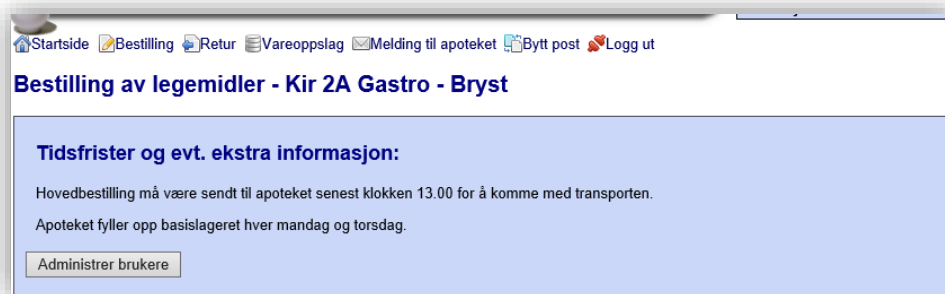 Startside Bestilling Retur Vareoppslag Melding til apoteket Bytt post Logg ut
Bestilling av legemidler - Kir 2A Gastro - Bryst
Tidsfrister og evt. ekstra informasjon:
Hovedbestilling må være sendt til apoteket senest klokken 13.00 for å komme med transporten.
Apoteket fyller opp basislageret hver mandag og torsdag.
Administrer brukere